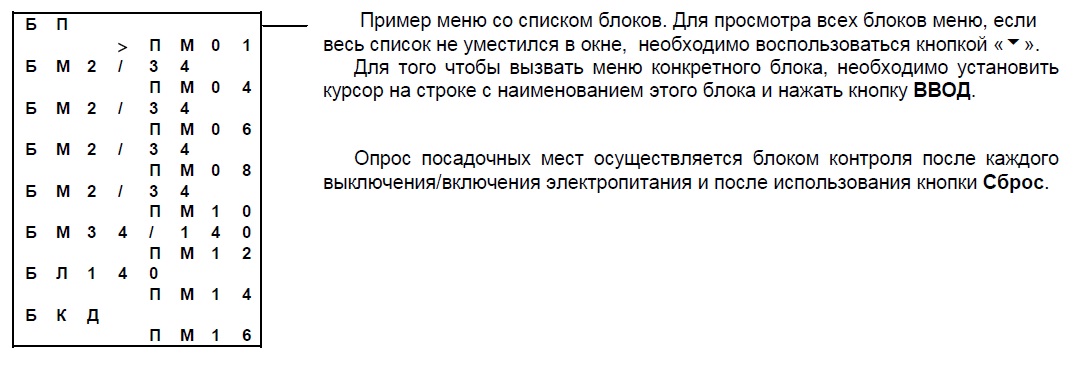 Б П
> П М 0 1
Б М 2 / 3 4
П М 0 4
Б М 2 / 3 4
П М 0 6
Б М 2 / 3 4
П М 0 8
Б М 2 / 3 4
П М 1 0
Б М 3 4 / 1 4 0
П М 1 2
Б Л 1 4 0
П М 1 4
Б К Д
П М 1 6
Пример меню со списком блоков. Для просмотра всех блоков меню, если
весь список не уместился в окне, необходимо воспользоваться кнопкой «▼».
Для того чтобы вызвать меню конкретного блока, необходимо установить
курсор на строке с наименованием этого блока и нажать кнопку ВВОД.
Опрос посадочных мест осуществляется блоком контроля после каждого
выключения/включения электропитания и после использования кнопки Сброс.